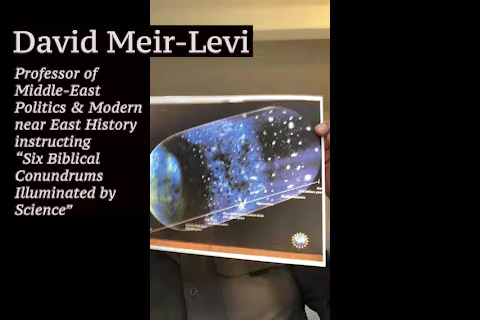 David Meir-Levi
Professor of
Middle-East
Politics & Modern
near East History
instructing
“Six Biblical
Conundrums
Illuminated by
Science”